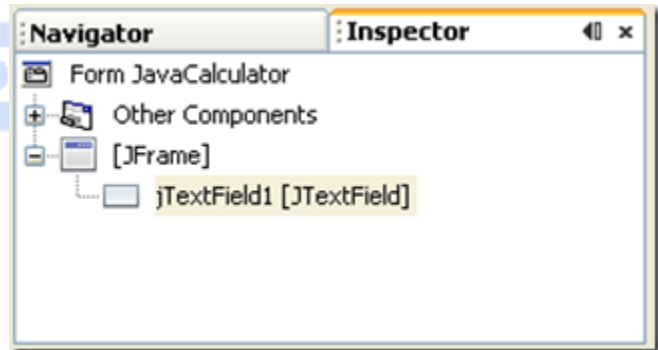 Navigator Inspector
Form JavaCalculator
Other Components
[JFrame]
jTextField1 [JTextField]